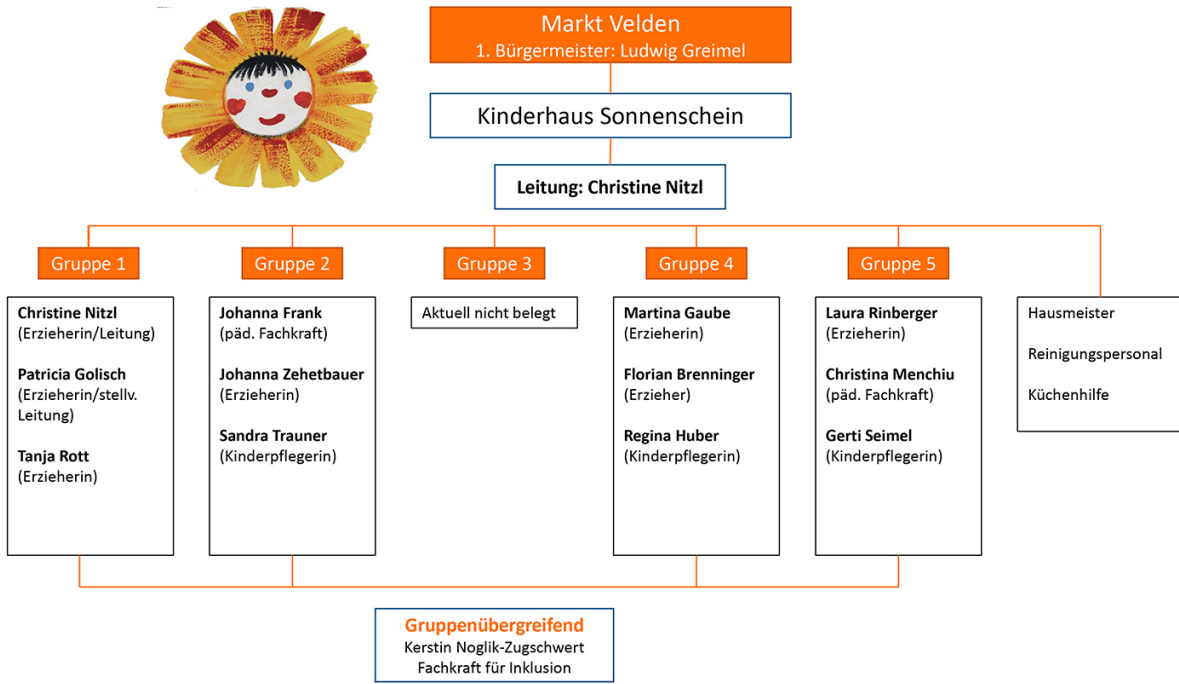 Markt Velden
1. Bürgermeister: Ludwig Greimel
Kinderhaus Sonnenschein
Leitung: Christine Nitzl
Gruppe 1
Christine Nitzl
(Erzieherin/Leitung)
Patricia Golisch
(Erzieherin/stellv.
Leitung)
Tanja Rott
(Erzieherin)
Gruppe 2
Johanna Frank
(päd. Fachkraft)
Johanna Zehetbauer
(Erzieherin)
Sandra Trauner
(Kinderpflegerin)
Gruppe 3
Aktuell nicht belegt
Gruppe 4
Martina Gaube
(Erzieherin)
Florian Brenninger
(Erzieher)
Regina Huber
(Kinderpflegerin)
Gruppe 5
Laura Rinberger
(Erzieherin)
Christina Menchiu
(päd. Fachkraft)
Gerti Seimel
(Kinderpflegerin)
Hausmeister
Reinigungspersonal
Küchenhilfe
Gruppenübergreifend
Kerstin Noglik-Zugschwert
Fachkraft für Inklusion